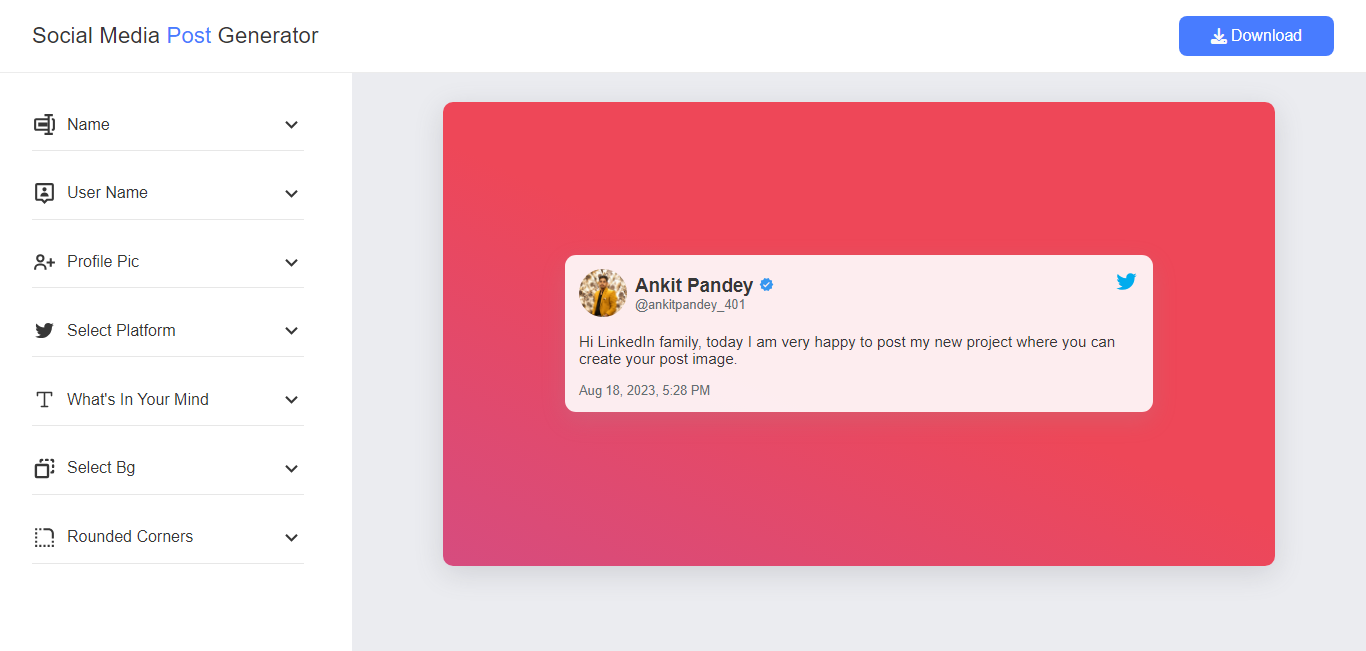 Social Media Post Generator
Download
Name
User Name
Profile Pic
Select Platform
What's In Your Mind
Select Bg
Rounded Corners
Ankit Pandey
@ankitpandey_401
Hi LinkedIn family, today I am very happy to post my new project where you can
create your post image.
Aug 18, 2023, 5:28 PM